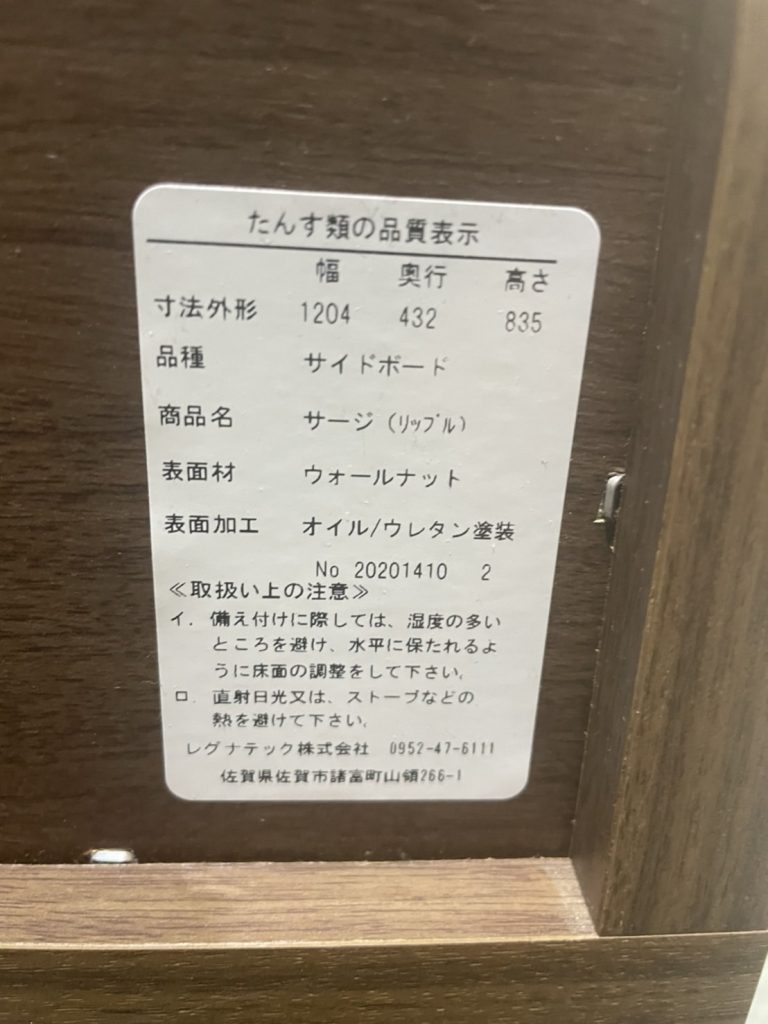 たんす類の品質表示
幅 奥行 高さ
寸法外形 1204 432 835
品種 サイドボード
商品名 サージ（リップル）
表面材 ウォールナット
表面加工 オイル/ウレタン塗装
No 20201410 2
≪取扱い上の注意≫
イ. 備え付けに際しては、湿度の多い
ところを避け、水平に保たれるよ
うに床面の調整をして下さい。
ロ. 直射日光又は、ストーブなどの
熱を避けて下さい。
レグナテック株式会社 0952-47-6111
佐賀県佐賀市諸富町山領266-1